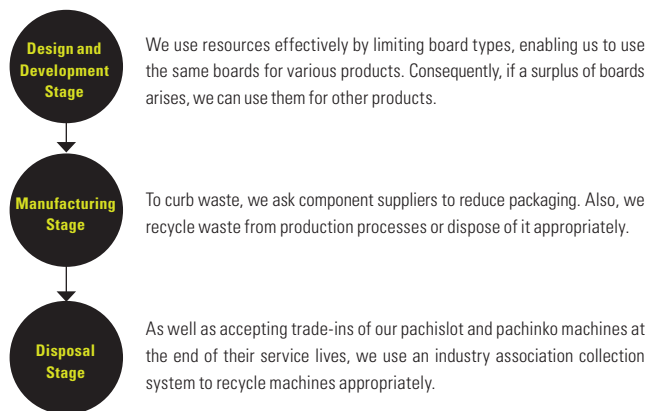 Design and
Development
Stage
We use resources effectively by limiting board types, enabling us to use
the same boards for various products. Consequently, if a surplus of boards
arises, we can use them for other products.
Manufacturing
Stage
To curb waste, we ask component suppliers to reduce packaging. Also, we
recycle waste from production processes or dispose of it appropriately.
Disposal
Stage
As well as accepting trade-ins of our pachislot and pachinko machines at
the end of their service lives, we use an industry association collection
system to recycle machines appropriately.